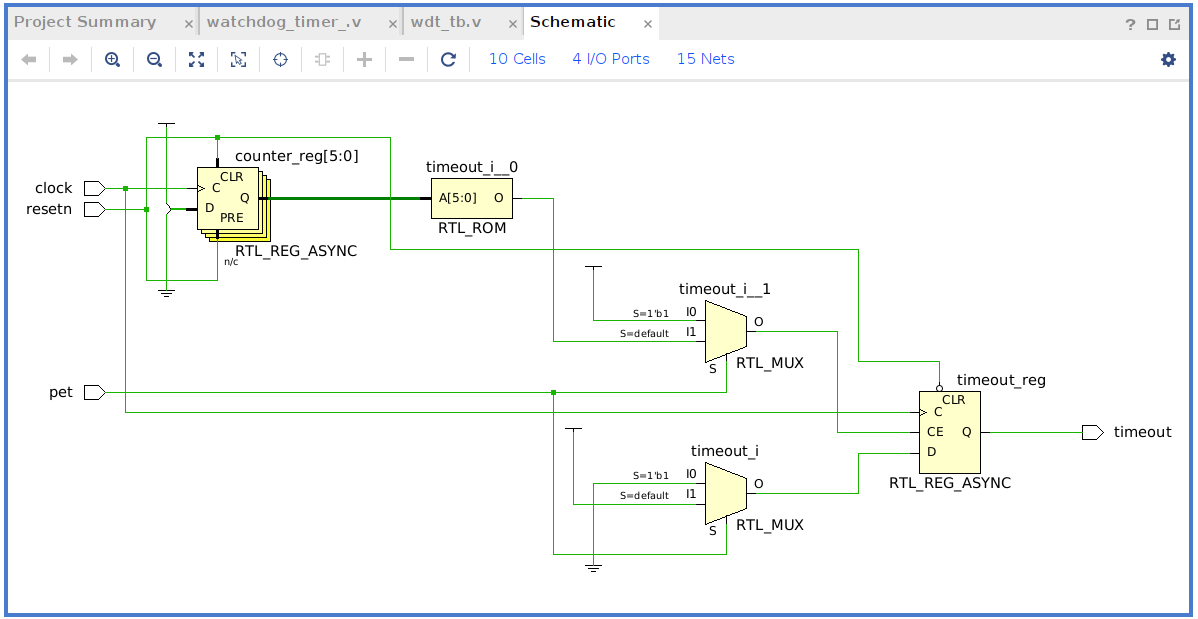 Project Summary × watchdog_timer_.v × wdt_tb.v × Schematic × ?
10 Cells 4 I/O Ports 15 Nets
counter_reg[5:0]
timeout_i__0
CLR
clock
C
Q
A[5:0] O
resetn
D
PRE
RTL_ROM
RTL_REG_ASYNC
n/c
timeout_i__1
S=1'b1 I0
O
S=default I1
S
RTL_MUX
timeout_reg
pet
CLR
C
CE Q
timeout
D
timeout_i
S=1'b1 I0
O
RTL_REG_ASYNC
S=default I1
S
RTL_MUX